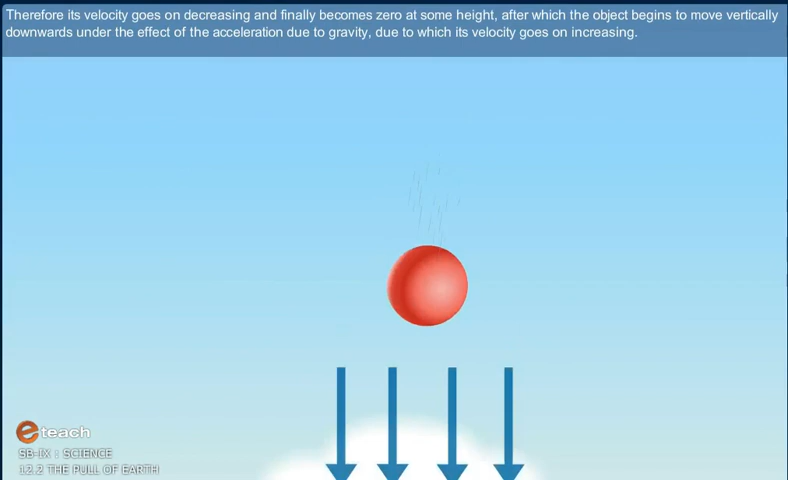 Therefore its velocity goes on decreasing and finally becomes zero at some height, after which the object begins to move vertically
downwards under the effect of the acceleration due to gravity, due to which its velocity goes on increasing.
e teach
SB-IX : SCIENCE
12.2 THE PULL OF EARTH